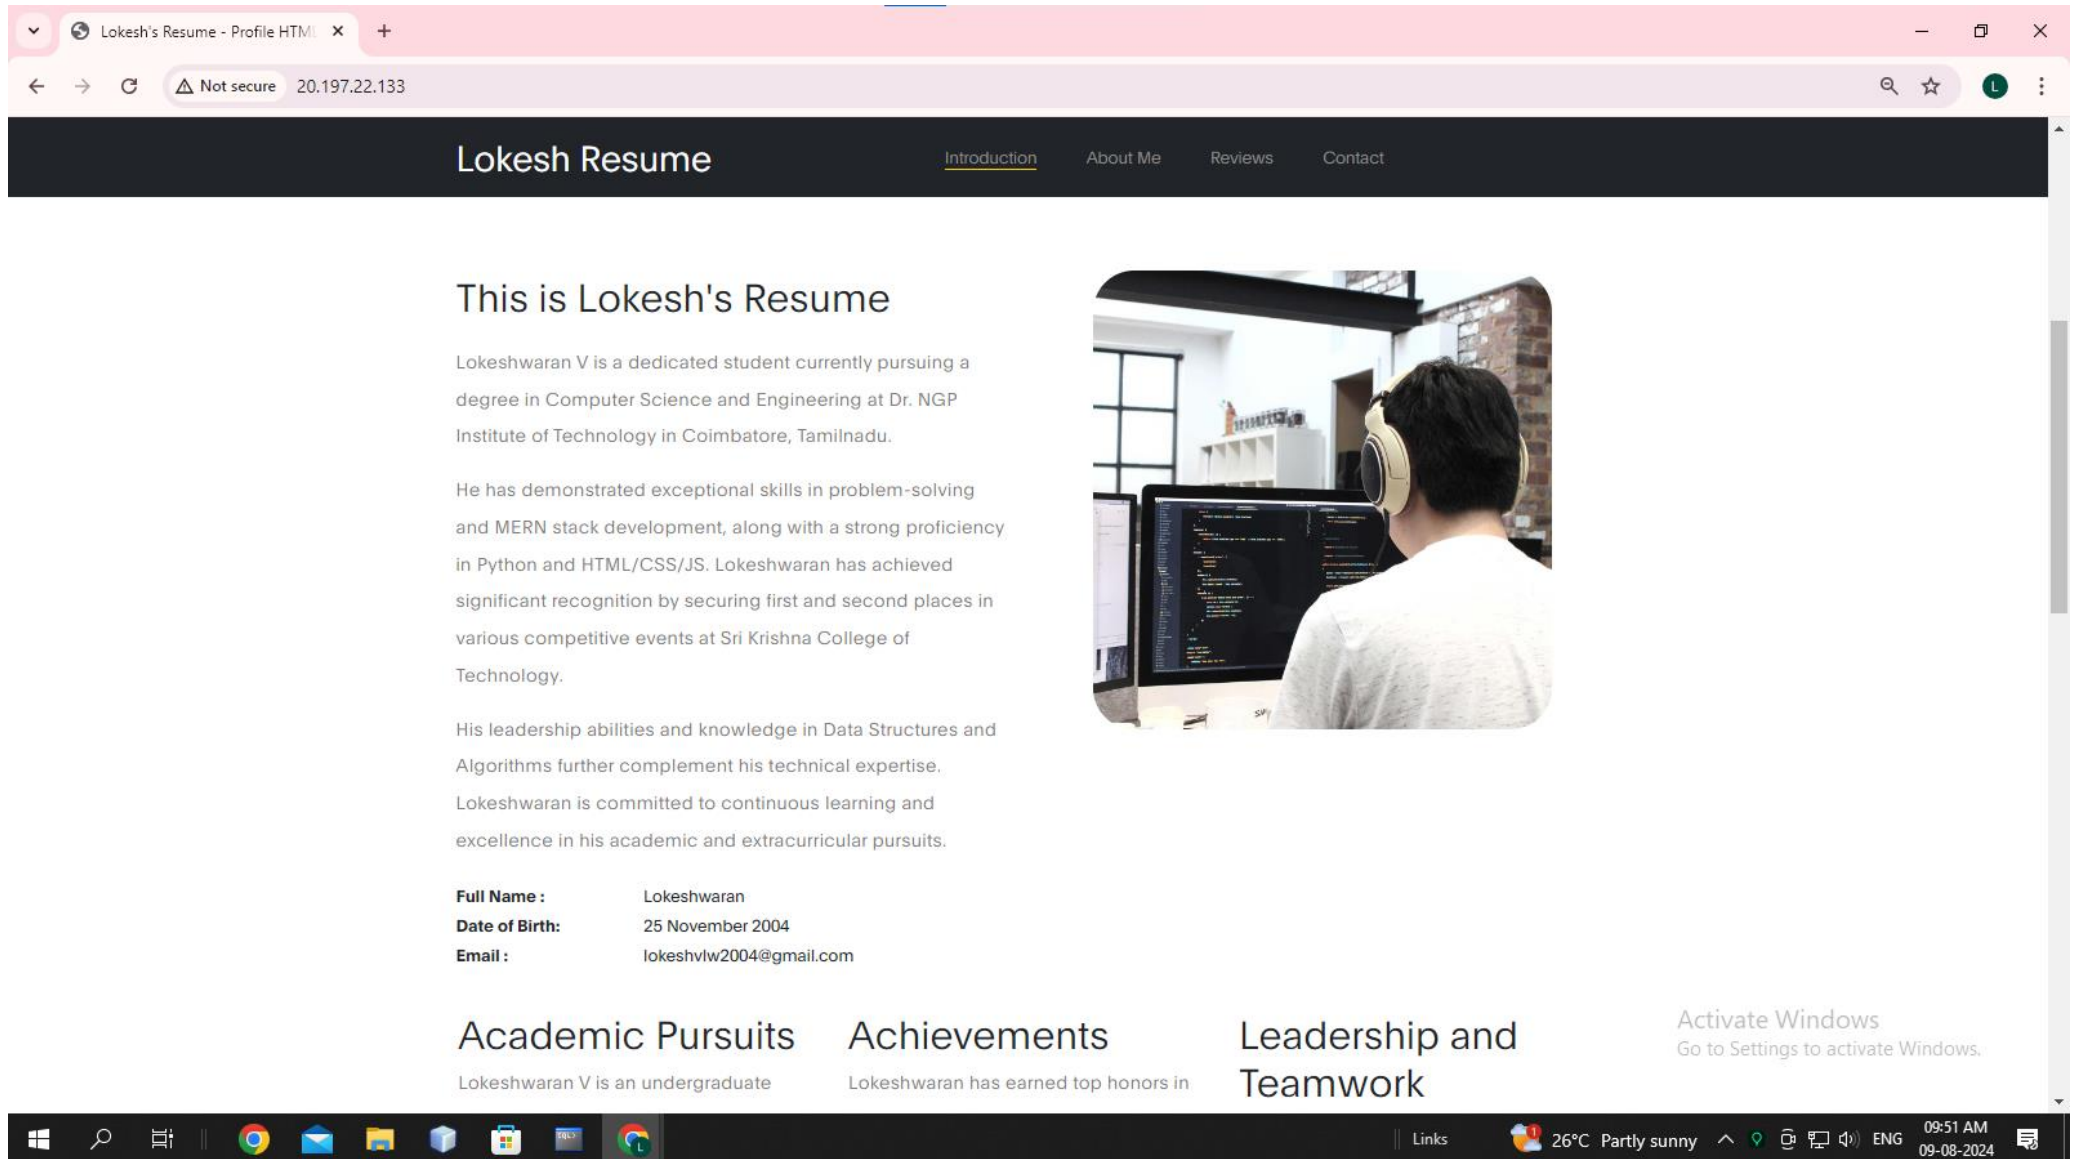 Lokesh's Resume - Profile HTML
Not secure 20.197.22.133
L
Lokesh Resume
Introduction About Me Reviews Contact
This is Lokesh's Resume
Lokeshwaran V is a dedicated student currently pursuing a
degree in Computer Science and Engineering at Dr. NGP
Institute of Technology in Coimbatore, Tamilnadu.
He has demonstrated exceptional skills in problem-solving
and MERN stack development, along with a strong proficiency
in Python and HTML/CSS/JS. Lokeshwaran has achieved
significant recognition by securing first and second places in
various competitive events at Sri Krishna College of
Technology.
His leadership abilities and knowledge in Data Structures and
Algorithms further complement his technical expertise.
Lokeshwaran is committed to continuous learning and
excellence in his academic and extracurricular pursuits.
Full Name : Lokeshwaran
Date of Birth: 25 November 2004
Email : lokeshvlw2004@gmail.com
Academic Pursuits
Lokeshwaran V is an undergraduate
Achievements
Lokeshwaran has earned top honors in
Leadership and
Teamwork
Activate Windows
Go to Settings to activate Windows.
Links
1
26°C Partly sunny
ENG
09:51 AM
09-08-2024